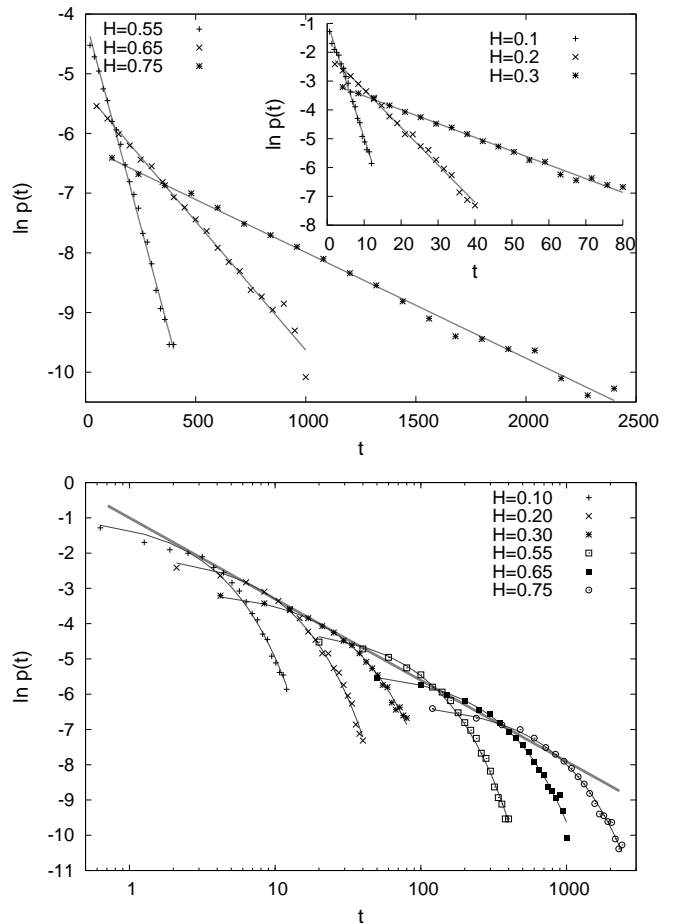 -4
-5
-6
-7
-8
-9
-10
0
500
1000
1500
2000
2500
ln p(t)
t
H=0.55
H=0.65
H=0.75
-1
-2
-3
-4
-5
-6
-7
-8
0
10
20
30
40
50
60
70
80
ln p(t)
t
H=0.1
H=0.2
H=0.3
0
-1
-2
-3
-4
-5
-6
-7
-8
-9
-10
-11
1
10
100
1000
ln p(t)
t
H=0.10
H=0.20
H=0.30
H=0.55
H=0.65
H=0.75